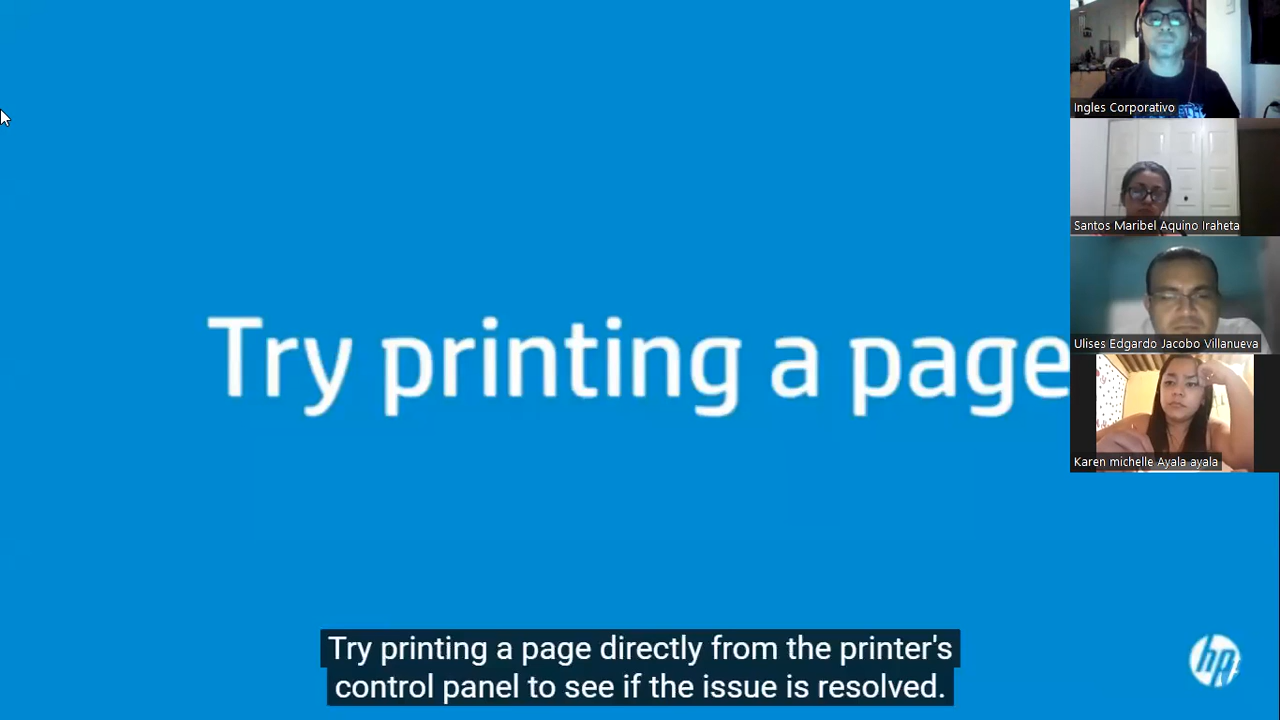 Try printing a page
Try printing a page directly from the printer's
control panel to see if the issue is resolved.
hp
Ingles Corporativo
Santos Maribel Aquino Iraheta
Ulises Edgardo Jacobo Villanueva
Karen michelle Ayala ayala